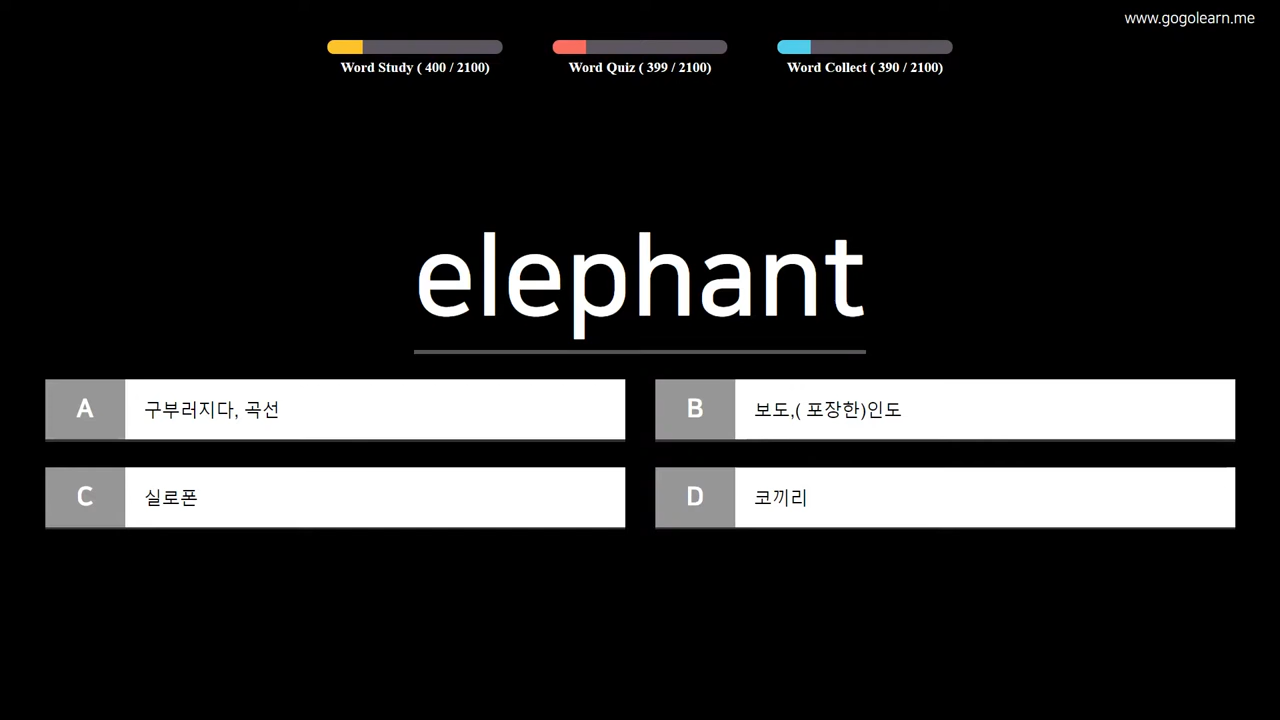 www.gogolearn.me
Word Study ( 400 / 2100)
Word Quiz ( 399 / 2100)
Word Collect ( 390 / 2100)
elephant
A 구부러지다, 곡선
B 보도,( 포장한)인도
C 실로폰
D 코끼리